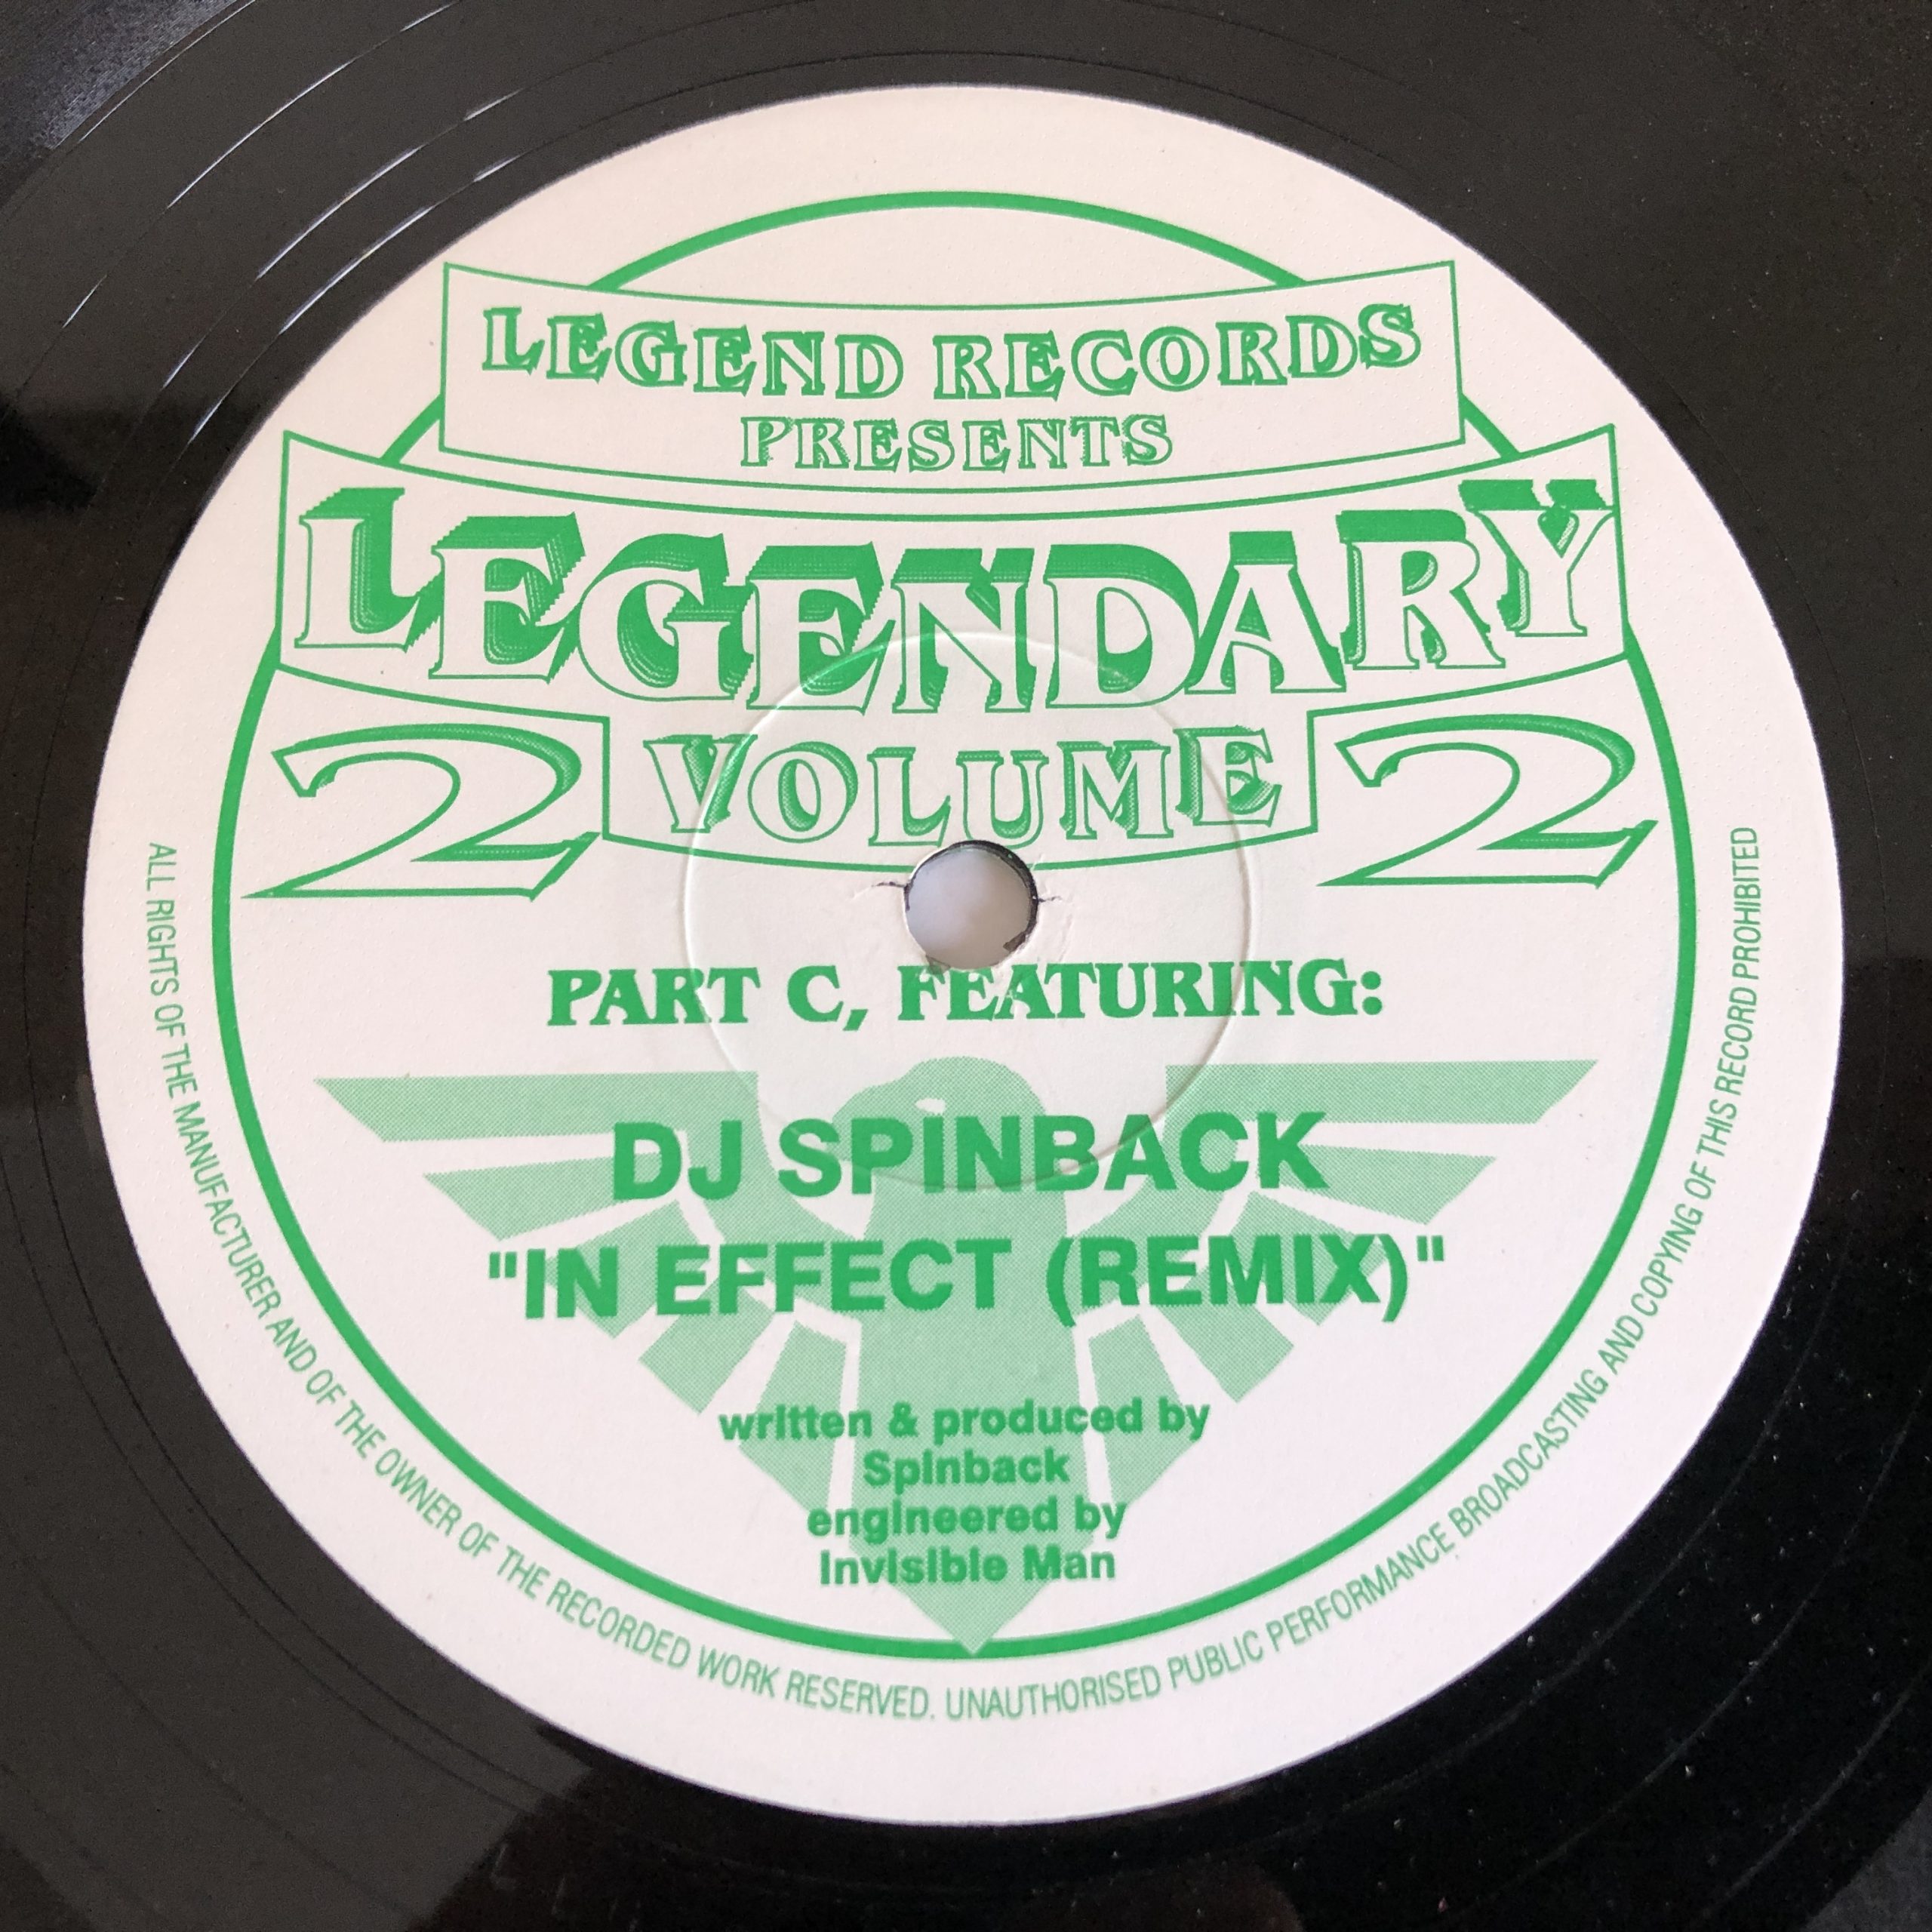 LEGEND RECORDS
PRESENTS
LEGENDARY
2 VOLUME 2
PART C, FEATURING:
DJ SPINBACK
"IN EFFECT (REMIX)"
written & produced by
Spinback
engineered by
Invisible Man
ALL RIGHTS OF THE MANUFACTURER AND OF THE OWNER OF THE RECORDED WORK RESERVED. UNAUTHORISED PUBLIC PERFORMANCE BROADCASTING AND COPYING OF THIS RECORD PROHIBITED